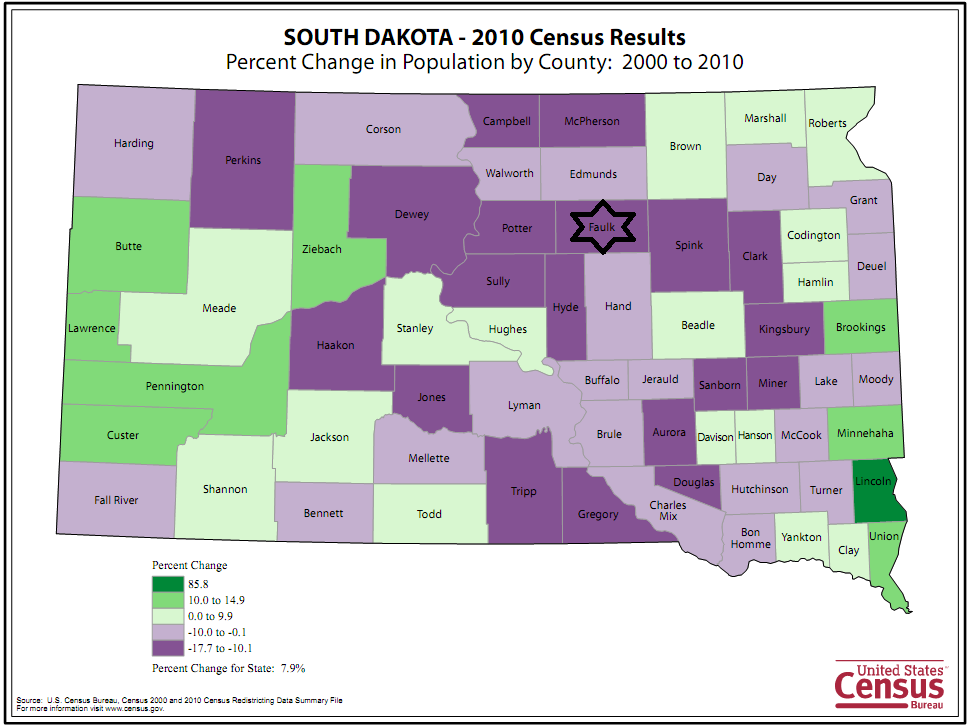 SOUTH DAKOTA - 2010 Census Results
Percent Change in Population by County: 2000 to 2010
Harding
Perkins
Corson
Campbell
McPherson
Brown
Marshall
Roberts
Walworth
Edmunds
Day
Grant
Butte
Ziebach
Dewey
Potter
Faulk
Spink
Clark
Codington
Deuel
Hamlin
Meade
Sully
Hyde
Hand
Lawrence
Haakon
Stanley
Hughes
Beadle
Kingsbury
Brookings
Pennington
Jones
Lyman
Buffalo
Jerauld
Sanborn
Miner
Lake
Moody
Custer
Jackson
Mellette
Brule
Aurora
Davison
Hanson
McCook
Minnehaha
Fall River
Shannon
Bennett
Todd
Tripp
Gregory
Douglas
Charles
Mix
Hutchinson
Turner
Lincoln
Bon
Homme
Yankton
Clay
Union
Percent Change
85.8
10.0 to 14.9
0.0 to 9.9
-10.0 to -0.1
-17.7 to -10.1
Percent Change for State: 7.9%
Source: U.S. Census Bureau, Census 2000 and 2010 Census Redistricting Data Summary File
For more information visit www.census.gov.
United States
Census
Bureau